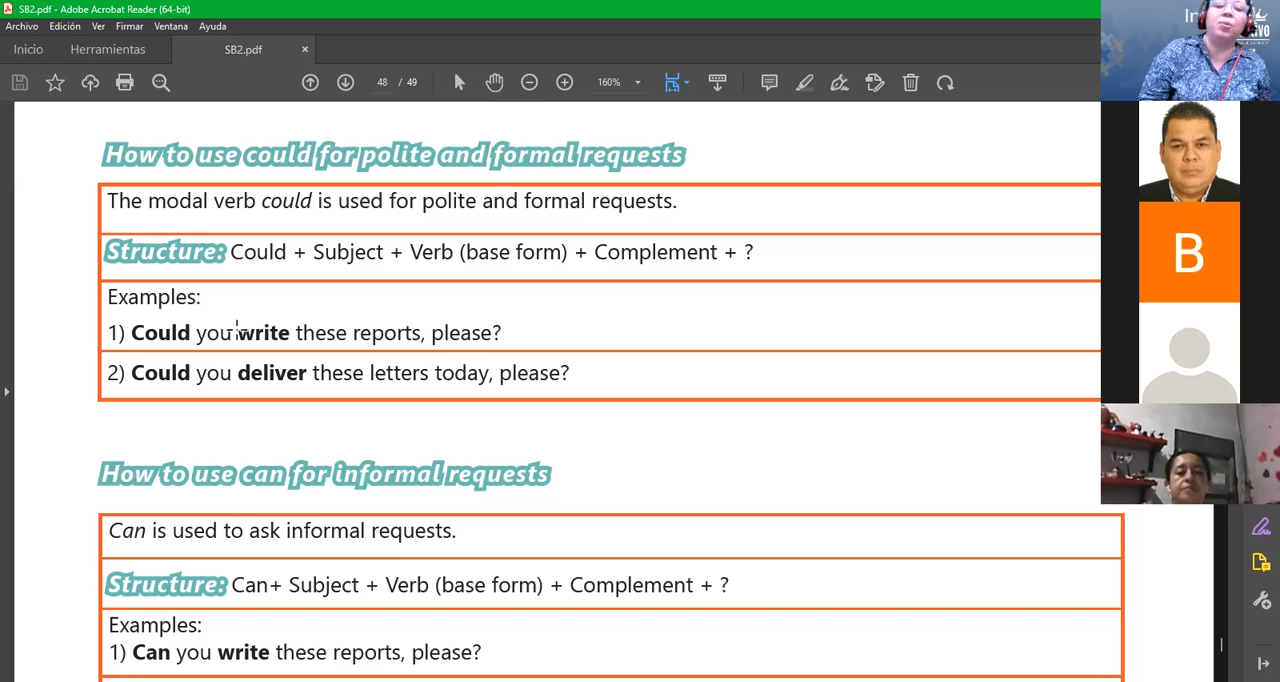 SB2.pdf - Adobe Acrobat Reader (64-bit)
Archivo Edición Ver Firmar Ventana Ayuda
Inicio Herramientas SB2.pdf ×
48 / 49 160%
How to use could for polite and formal requests
The modal verb could is used for polite and formal requests.
Structure: Could + Subject + Verb (base form) + Complement + ?
Examples:
1) Could you write these reports, please?
2) Could you deliver these letters today, please?
How to use can for informal requests
Can is used to ask informal requests.
Structure: Can+ Subject + Verb (base form) + Complement + ?
Examples:
1) Can you write these reports, please?
B